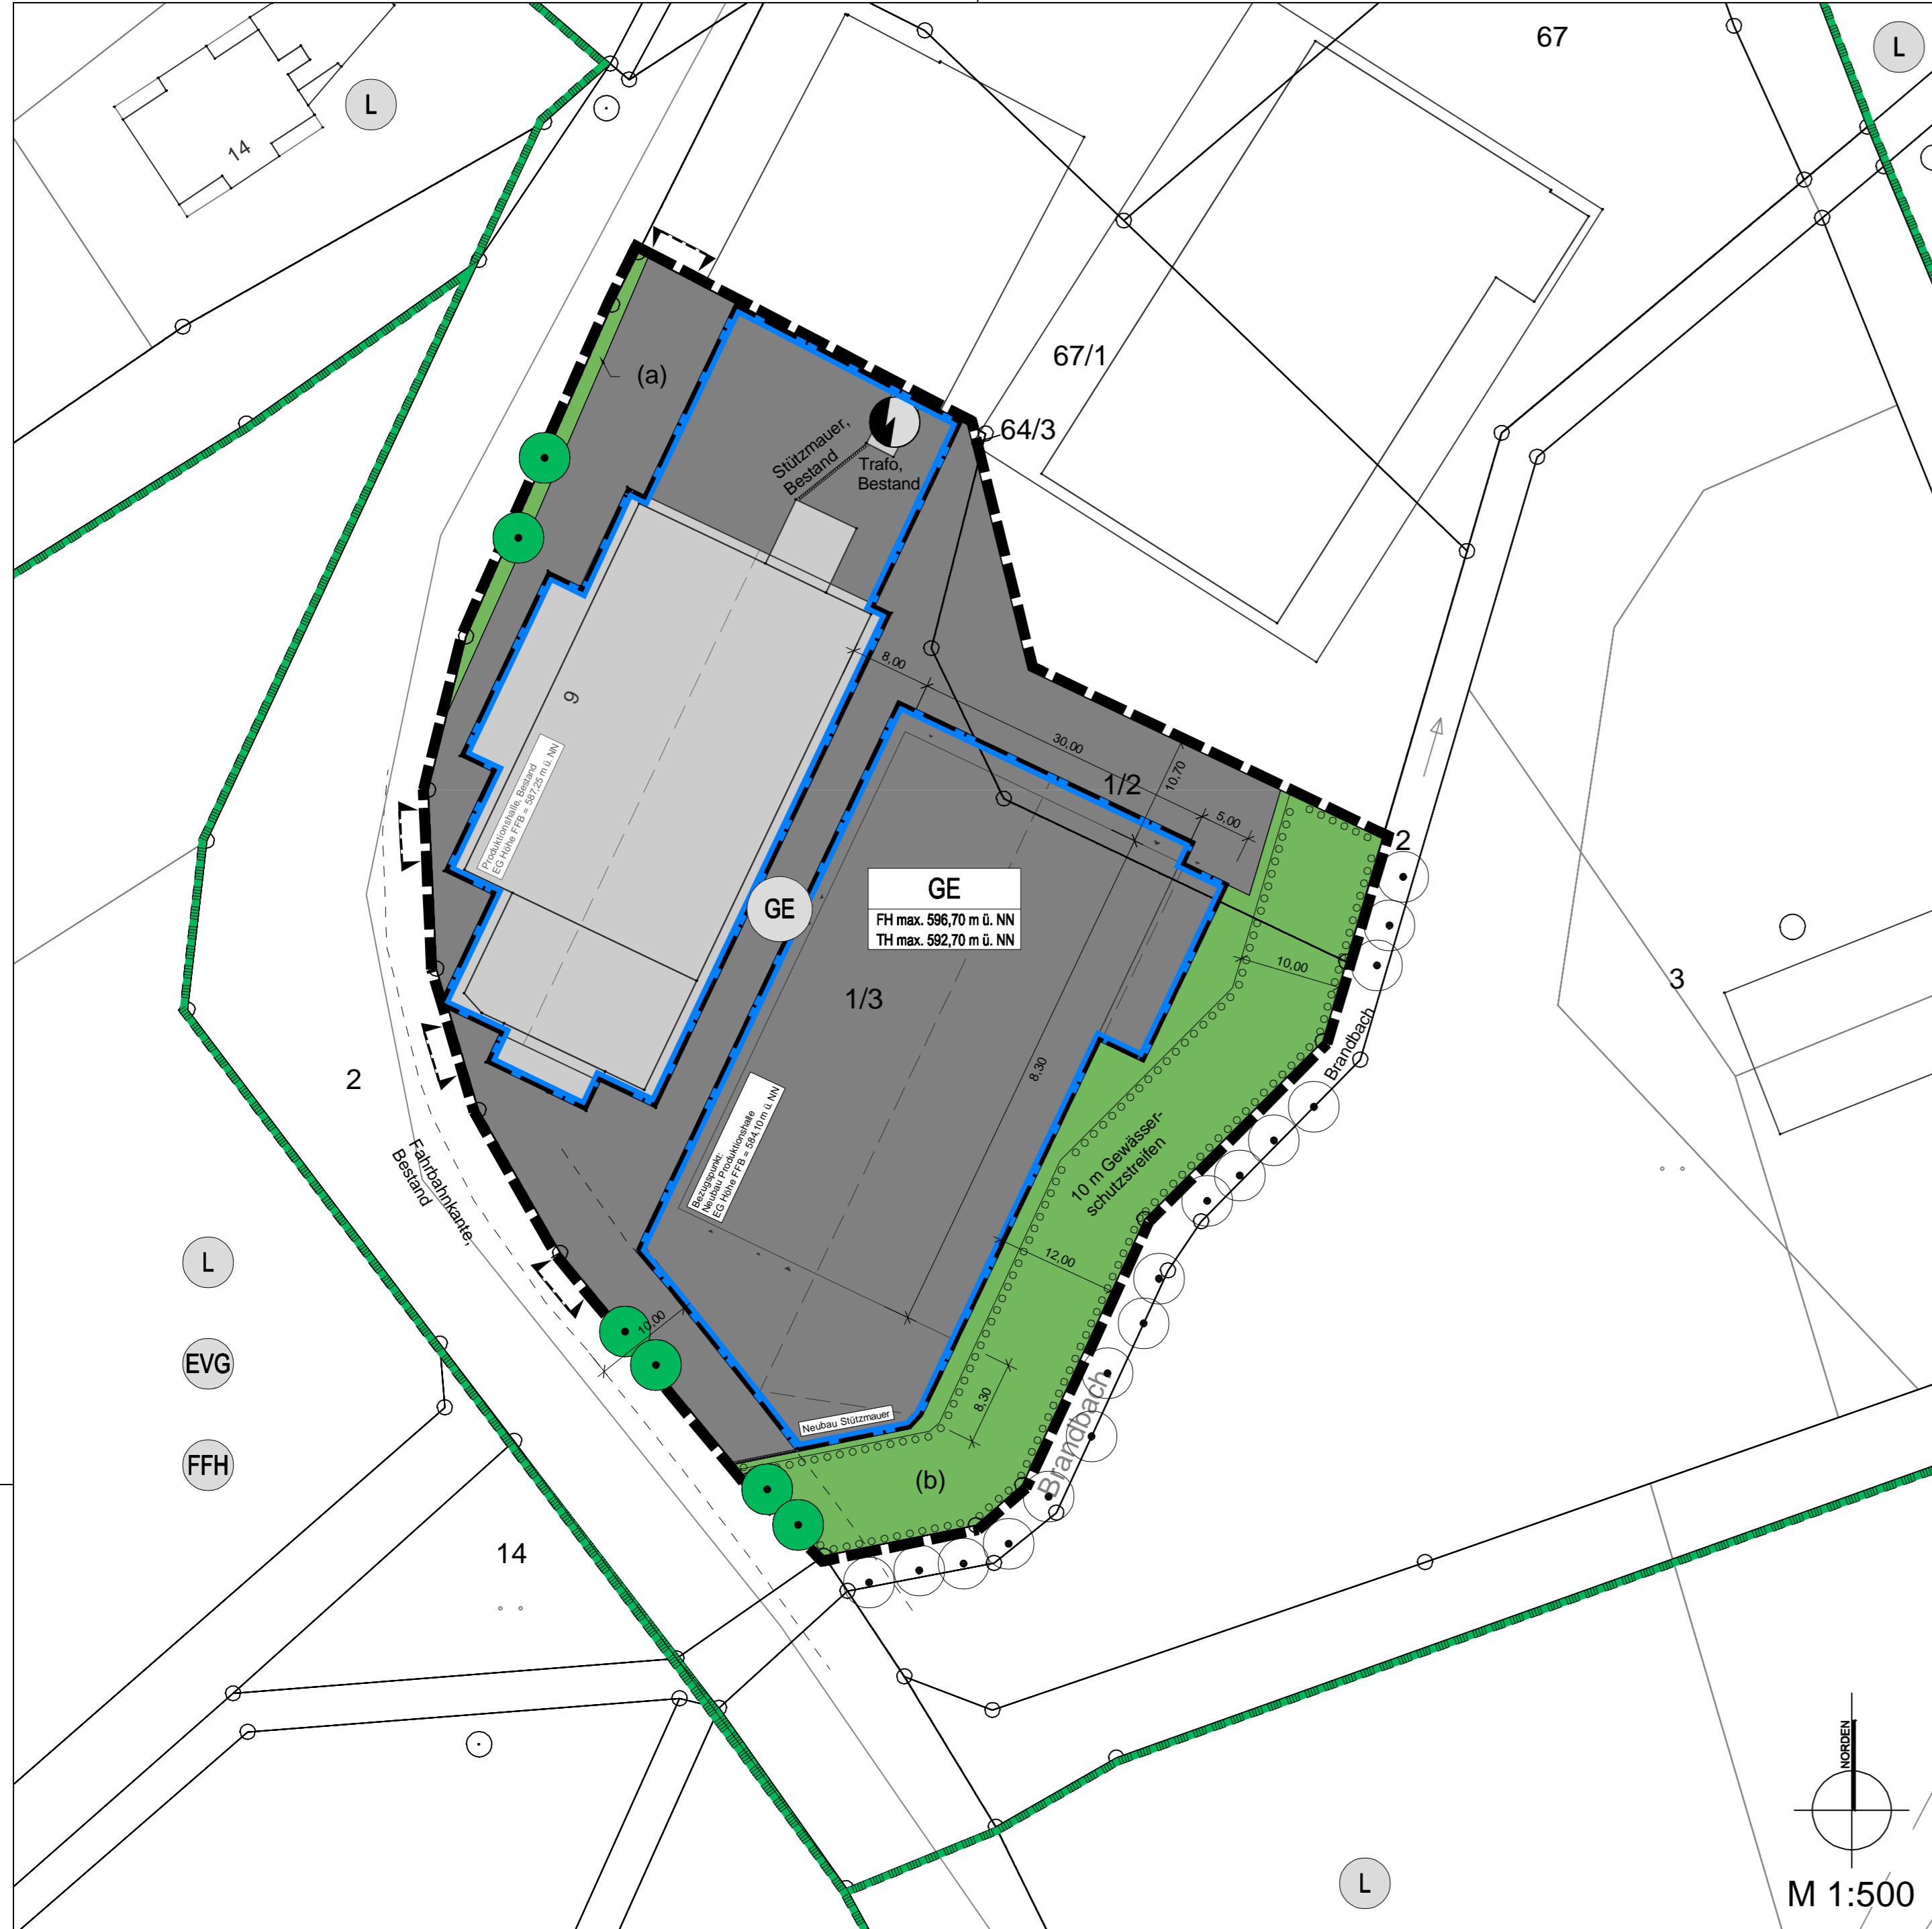 67
L
L
14
(a)
67/1
64/3
Stützmauer,
Bestand
Trafo,
Bestand
8,00
9
30,00
10,70
1/2
5,00
2
Produktionshalle, Bestand
EG Höhe FFB = 587,25 m ü. NN
GE
GE
FH max. 596,70 m ü. NN
TH max. 592,70 m ü. NN
10,00
3
1/3
Brandbach
8,30
2
Bezugspunkt:
Neubau Produktionshalle
EG Höhe FFB = 584,10 m ü. NN
10 m Gewässer-
schutzstreifen
Fahrbahnkante,
Bestand
L
12,00
10,00
EVG
8,30
Brandbach
Neubau Stützmauer
FFH
(b)
14
NORDEN
L
M 1:500